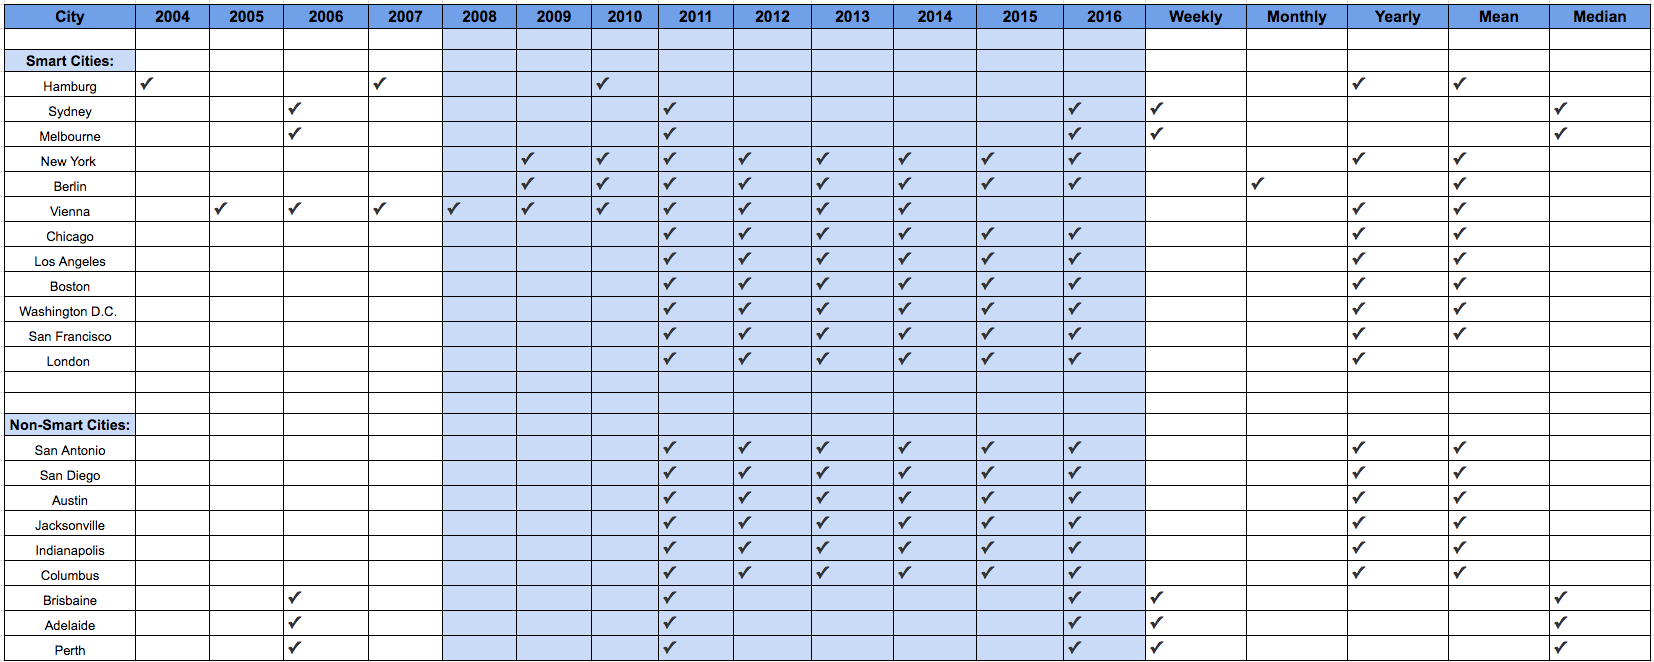 City 2004 2005 2006 2007 2008 2009 2010 2011 2012 2013 2014 2015 2016 Weekly Monthly Yearly Mean Median
Smart Cities:
Hamburg ✓ ✓ ✓ ✓ ✓
Sydney ✓ ✓ ✓ ✓ ✓
Melbourne ✓ ✓ ✓ ✓ ✓
New York ✓ ✓ ✓ ✓ ✓ ✓ ✓ ✓ ✓ ✓
Berlin ✓ ✓ ✓ ✓ ✓ ✓ ✓ ✓ ✓ ✓
Vienna ✓ ✓ ✓ ✓ ✓ ✓ ✓ ✓ ✓ ✓ ✓ ✓
Chicago ✓ ✓ ✓ ✓ ✓ ✓ ✓ ✓
Los Angeles ✓ ✓ ✓ ✓ ✓ ✓ ✓ ✓
Boston ✓ ✓ ✓ ✓ ✓ ✓ ✓ ✓
Washington D.C. ✓ ✓ ✓ ✓ ✓ ✓ ✓ ✓
San Francisco ✓ ✓ ✓ ✓ ✓ ✓ ✓ ✓
London ✓ ✓ ✓ ✓ ✓ ✓ ✓
Non-Smart Cities:
San Antonio ✓ ✓ ✓ ✓ ✓ ✓ ✓ ✓
San Diego ✓ ✓ ✓ ✓ ✓ ✓ ✓ ✓
Austin ✓ ✓ ✓ ✓ ✓ ✓ ✓ ✓
Jacksonville ✓ ✓ ✓ ✓ ✓ ✓ ✓ ✓
Indianapolis ✓ ✓ ✓ ✓ ✓ ✓ ✓ ✓
Columbus ✓ ✓ ✓ ✓ ✓ ✓ ✓ ✓
Brisbaine ✓ ✓ ✓ ✓ ✓
Adelaide ✓ ✓ ✓ ✓ ✓
Perth ✓ ✓ ✓ ✓ ✓